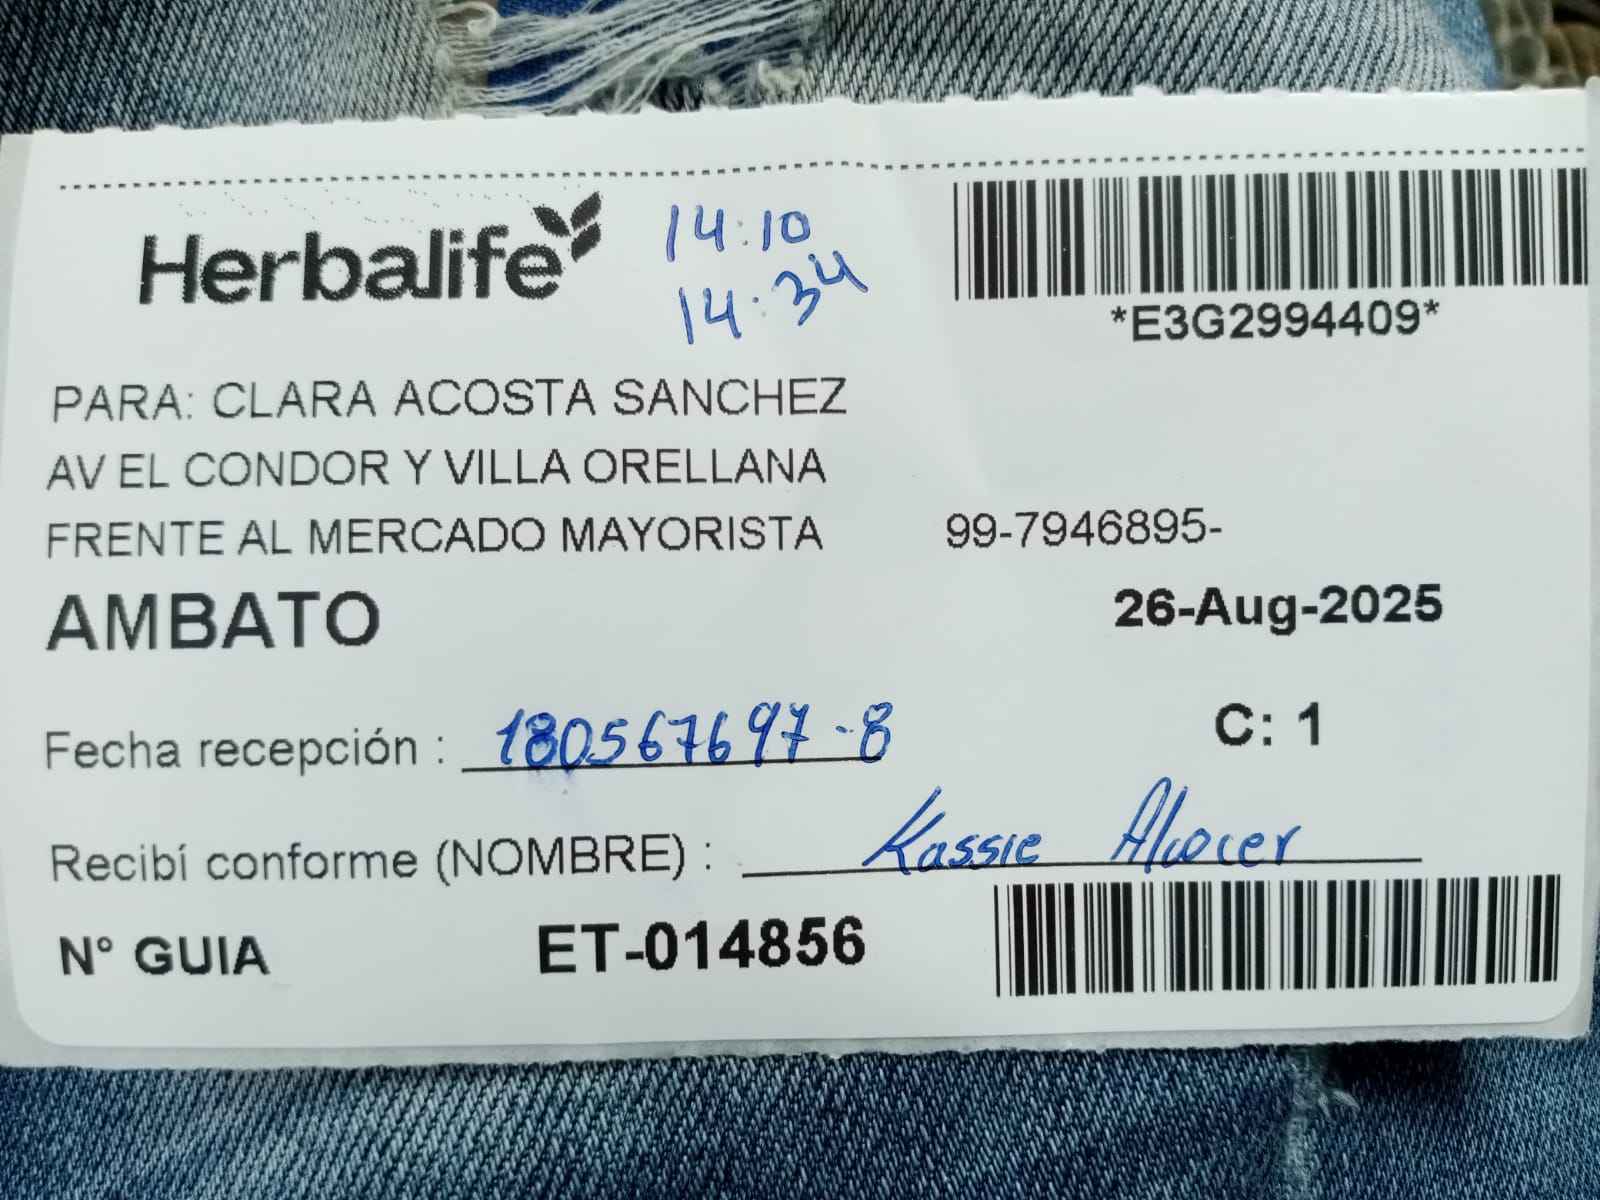 Herbalife
14:10
14:34
*E3G2994409*
PARA: CLARA ACOSTA SANCHEZ
AV EL CONDOR Y VILLA ORELLANA
FRENTE AL MERCADO MAYORISTA 99-7946895-
AMBATO
26-Aug-2025
Fecha recepción : 180567697-8
C: 1
Recibí conforme (NOMBRE) : Kassie Alvocer
N° GUIA ET-014856